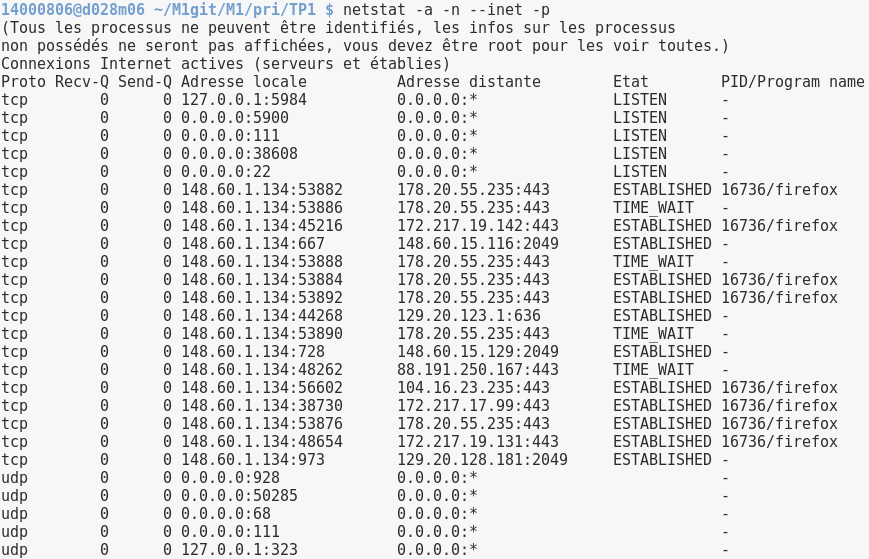 14000806@d028m06 ~/M1git/M1/pri/TP1 $ netstat -a -n --inet -p
(Tous les processus ne peuvent être identifiés, les infos sur les processus
non possédés ne seront pas affichées, vous devez être root pour les voir toutes.)
Connexions Internet actives (serveurs et établies)
Proto Recv-Q Send-Q Adresse locale          Adresse distante        Etat        PID/Program name
tcp        0      0 127.0.0.1:5984          0.0.0.0:*               LISTEN      -
tcp        0      0 0.0.0.0:5900            0.0.0.0:*               LISTEN      -
tcp        0      0 0.0.0.0:111             0.0.0.0:*               LISTEN      -
tcp        0      0 0.0.0.0:38608           0.0.0.0:*               LISTEN      -
tcp        0      0 0.0.0.0:22              0.0.0.0:*               LISTEN      -
tcp        0      0 148.60.1.134:53882      178.20.55.235:443       ESTABLISHED 16736/firefox
tcp        0      0 148.60.1.134:53886      178.20.55.235:443       TIME_WAIT   -
tcp        0      0 148.60.1.134:45216      172.217.19.142:443      ESTABLISHED 16736/firefox
tcp        0      0 148.60.1.134:667        148.60.15.116:2049      ESTABLISHED -
tcp        0      0 148.60.1.134:53888      178.20.55.235:443       TIME_WAIT   -
tcp        0      0 148.60.1.134:53884      178.20.55.235:443       ESTABLISHED 16736/firefox
tcp        0      0 148.60.1.134:53892      178.20.55.235:443       ESTABLISHED 16736/firefox
tcp        0      0 148.60.1.134:44268      129.20.123.1:636        ESTABLISHED -
tcp        0      0 148.60.1.134:53890      178.20.55.235:443       TIME_WAIT   -
tcp        0      0 148.60.1.134:728        148.60.15.129:2049      ESTABLISHED -
tcp        0      0 148.60.1.134:48262      88.191.250.167:443      TIME_WAIT   -
tcp        0      0 148.60.1.134:56602      104.16.23.235:443       ESTABLISHED 16736/firefox
tcp        0      0 148.60.1.134:38730      172.217.17.99:443       ESTABLISHED 16736/firefox
tcp        0      0 148.60.1.134:53876      178.20.55.235:443       ESTABLISHED 16736/firefox
tcp        0      0 148.60.1.134:48654      172.217.19.131:443      ESTABLISHED 16736/firefox
tcp        0      0 148.60.1.134:973        129.20.128.181:2049     ESTABLISHED -
udp        0      0 0.0.0.0:928             0.0.0.0:*                           -
udp        0      0 0.0.0.0:50285           0.0.0.0:*                           -
udp        0      0 0.0.0.0:68              0.0.0.0:*                           -
udp        0      0 0.0.0.0:111             0.0.0.0:*                           -
udp        0      0 127.0.0.1:323           0.0.0.0:*                           -